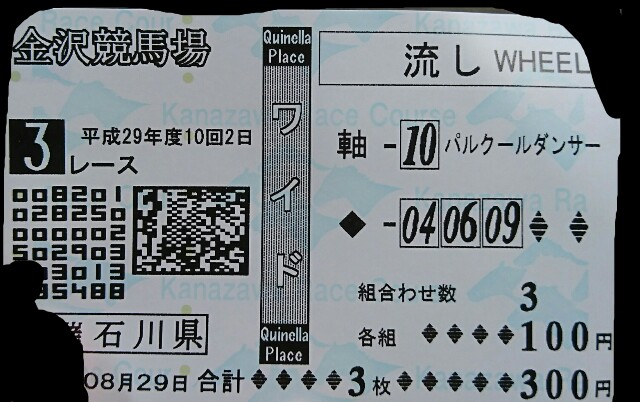 金沢競馬場
3 レース
平成29年度10回2日
008201
028250
000002
502903
3013
5488
石川県
08月29日 合計 ◆◆◆◆3枚 ◆◆◆◆◆300円
Quinella Place
ワイド
Quinella Place
流し WHEEL
軸 - 10 パルクールダンサー
◆ - 04 06 09 ◆ ◆
組合わせ数 3
各組 ◆◆◆◆100円
Kanazawa Race Course